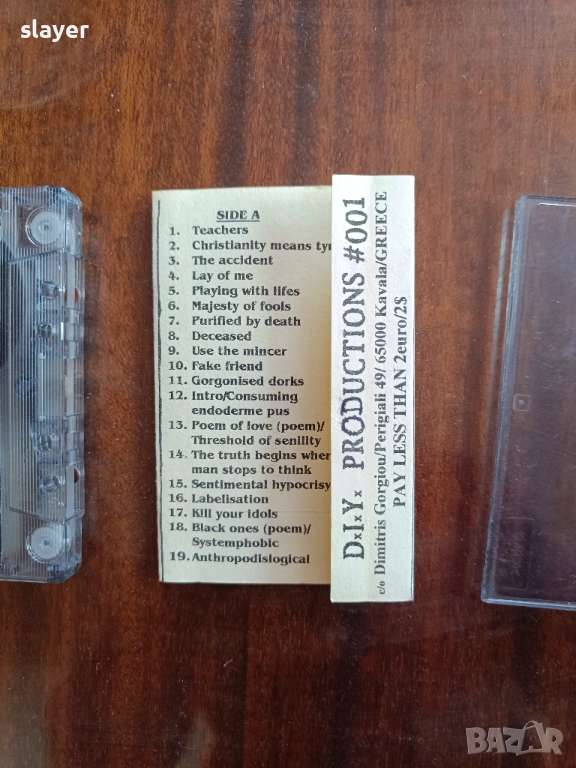 slayer
SIDE A
1. Teachers
2. Christianity means tyr
3. The accident
4. Lay of me
5. Playing with lifes
6. Majesty of fools
7. Purified by death
8. Deceased
9. Use the mincer
10. Fake friend
11. Gorgonised dorks
12. Intro/Consuming
endoderme pus
13. Poem of love (poem)/
Threshold of senility
14. The truth begins wher
man stops to think
15. Sentimental hypocrisy
16. Labelisation
17. Kill your idols
18. Black ones (poem)/
Systemphobic
19. Anthropodislogical
DxIxYx PRODUCTIONS #001
c/o Dimitris Gorgiou/Perigiali 49/ 65000 Kavala/GREECE
PAY LESS THAN 2euro/2$
BAZAR